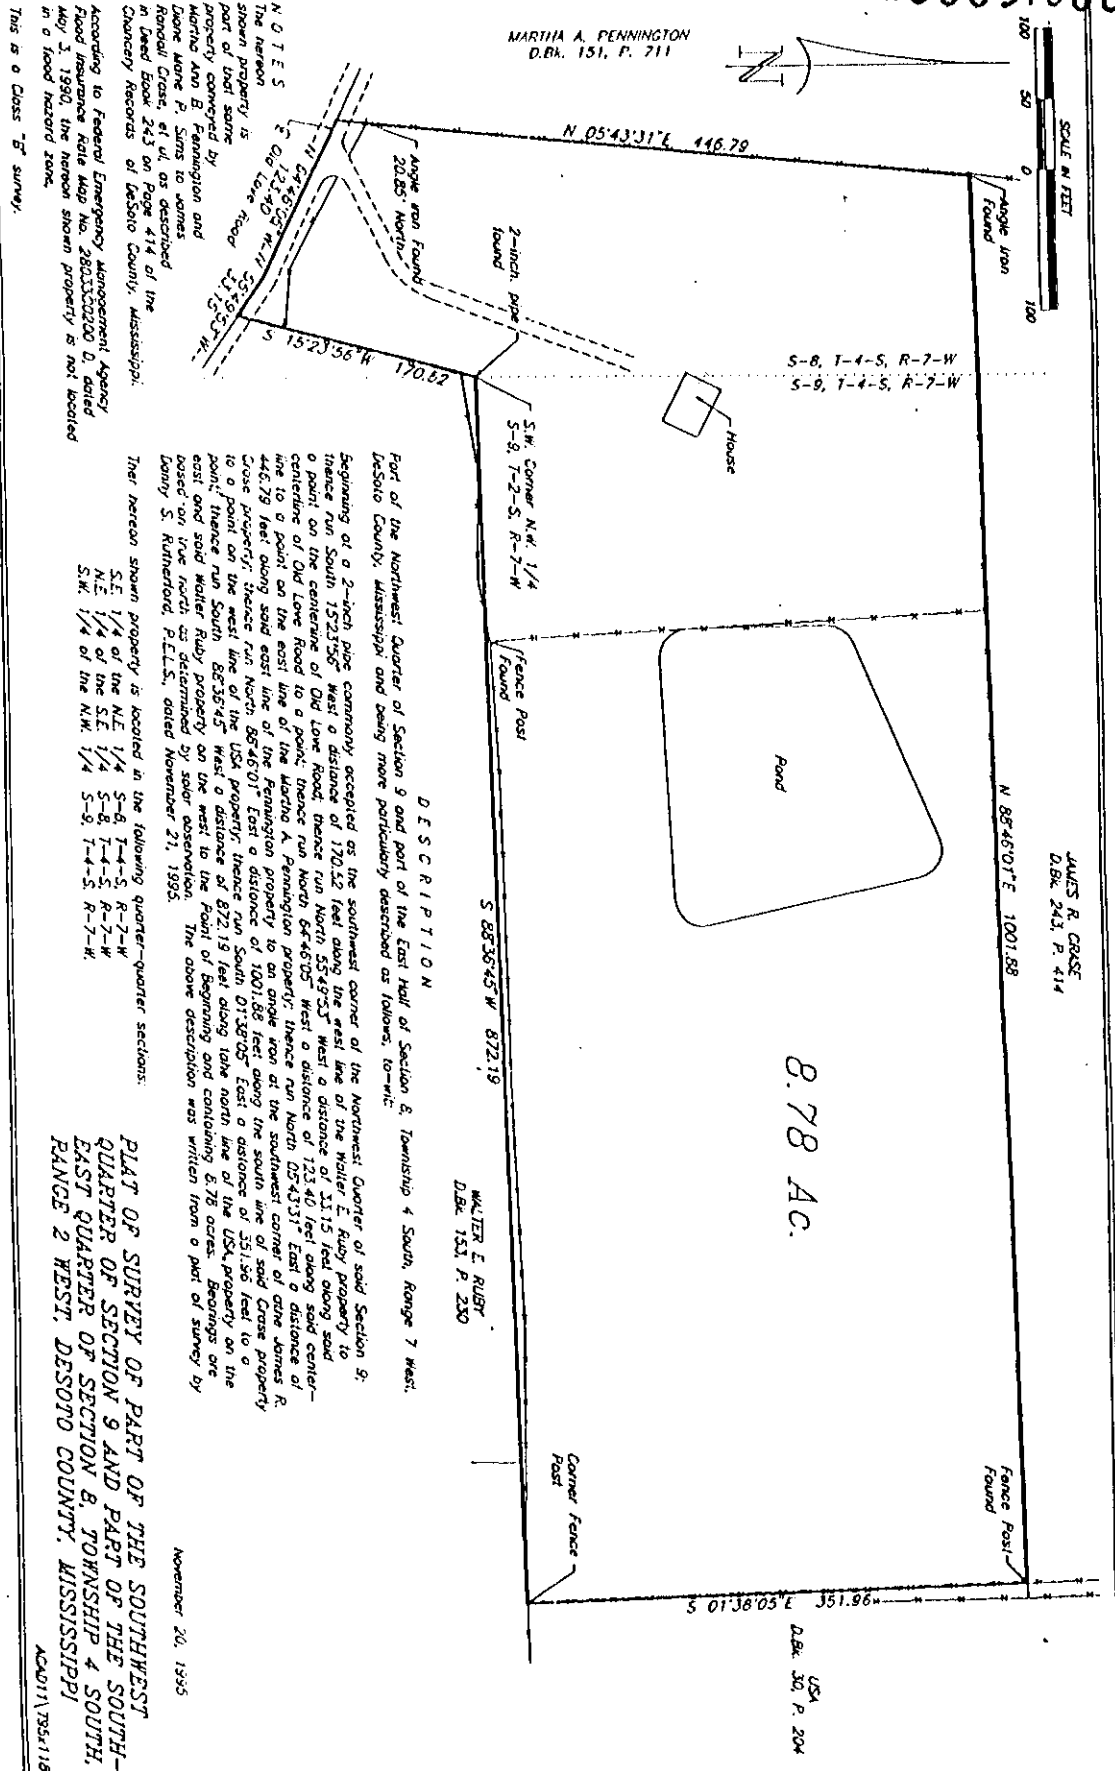 SCALE IN FEET
100 50 0 100
MARTHA A. PENNINGTON
D.BK. 151, P. 711
N
JAMES R. CRASE
D.BK. 243, P. 414
N 88°46'01"E 1001.88
Angle Iron
Found
N 05°43'31"E 446.79
S-8, T-4-S, R-7-W
S-9, T-4-S, R-7-W
House
Pond
8.78 AC.
Fence Post
Found
S 01°38'05"E 351.96
USA
D.BK. 30, P. 204
Corner Fence
Post
2-inch pipe
found
S.W. Corner N.W. 1/4
S-9, T-2-S, R-7-W
Fence Post
Found
S 88°36'45"W 872.19
WALTER E. RUBY
D.BK. 153, P. 230
Angle Iron Found
20.85' North
N 64°46'05" W
123.40
N 55°49'53" W
33.15
₵ Old Love Road
S 15°23'56"W 170.52
N O T E S
The hereon
shown property is
part of that same
property conveyed by
Martha Ann B. Pennington and
Diane Marie P. Sims to James
Randall Crase, et ul, as described
in Deed Book 243 on Page 414 of the
Chancery Records of DeSoto County, Mississippi.
According to Federal Emergency Management Agency
Flood Insurance Rate Map No. 28033C0200 D, dated
May 3, 1990, the hereon shown property is not located
in a flood hazard zone.
This is a Class "B" survey.
D E S C R I P T I O N
Part of the Northwest Quarter of Section 9 and part of the East Half of Section 8, Township 4 South, Range 7 West,
DeSoto County, Mississippi and being more particularly described as follows, to-wit:
Beginning at a 2-inch pipe commonly accepted as the southwest corner of the Northwest Quarter of said Section 9;
thence run South 15°23'56" West a distance of 170.52 feet along the west line of the Walter E. Ruby property to
a point on the centerline of Old Love Road; thence run North 55°49'53" West a distance of 33.15 feet along said
centerline of Old Love Road to a point; thence run North 64°46'05" West a distance of 123.40 feet along said center-
line to a point on the east line of the Martha A. Pennington property; thence run North 05°43'31" East a distance of
446.79 feet along said east line of the Pennington property to an angle iron at the southwest corner of othe James R.
Crase property; thence run North 88°46'01" East a distance of 1001.88 feet along the south line of said Crase property
to a point on the west line of the USA property; thence run South 01°38'05" East a distance of 351.96 feet to a
point; thence run South 88°36'45" West a distance of 872.19 feet along tohe north line of the USA property on the
east and said Walter Ruby property on the west to the Point of Beginning and containing 8.78 acres. Bearings are
based on true north as determined by solar observation. The above description was written from a plat of survey by
Danny S. Rutherford, P.E.L.S., dated November 21, 1995.
Ther hereon shown property is located in the following quarter-quarter sections:
S.E. 1/4 of the N.E. 1/4 S-8, T-4-S, R-7-W
N.E. 1/4 of the S.E. 1/4 S-8, T-4-S, R-7-W
S.W. 1/4 of the N.W. 1/4 S-9, T-4-S, R-7-W.
November 20, 1995
PLAT OF SURVEY OF PART OF THE SOUTHWEST
QUARTER OF SECTION 9 AND PART OF THE SOUTH-
EAST QUARTER OF SECTION 8, TOWNSHIP 4 SOUTH,
RANGE 2 WEST, DESOTO COUNTY, MISSISSIPPI